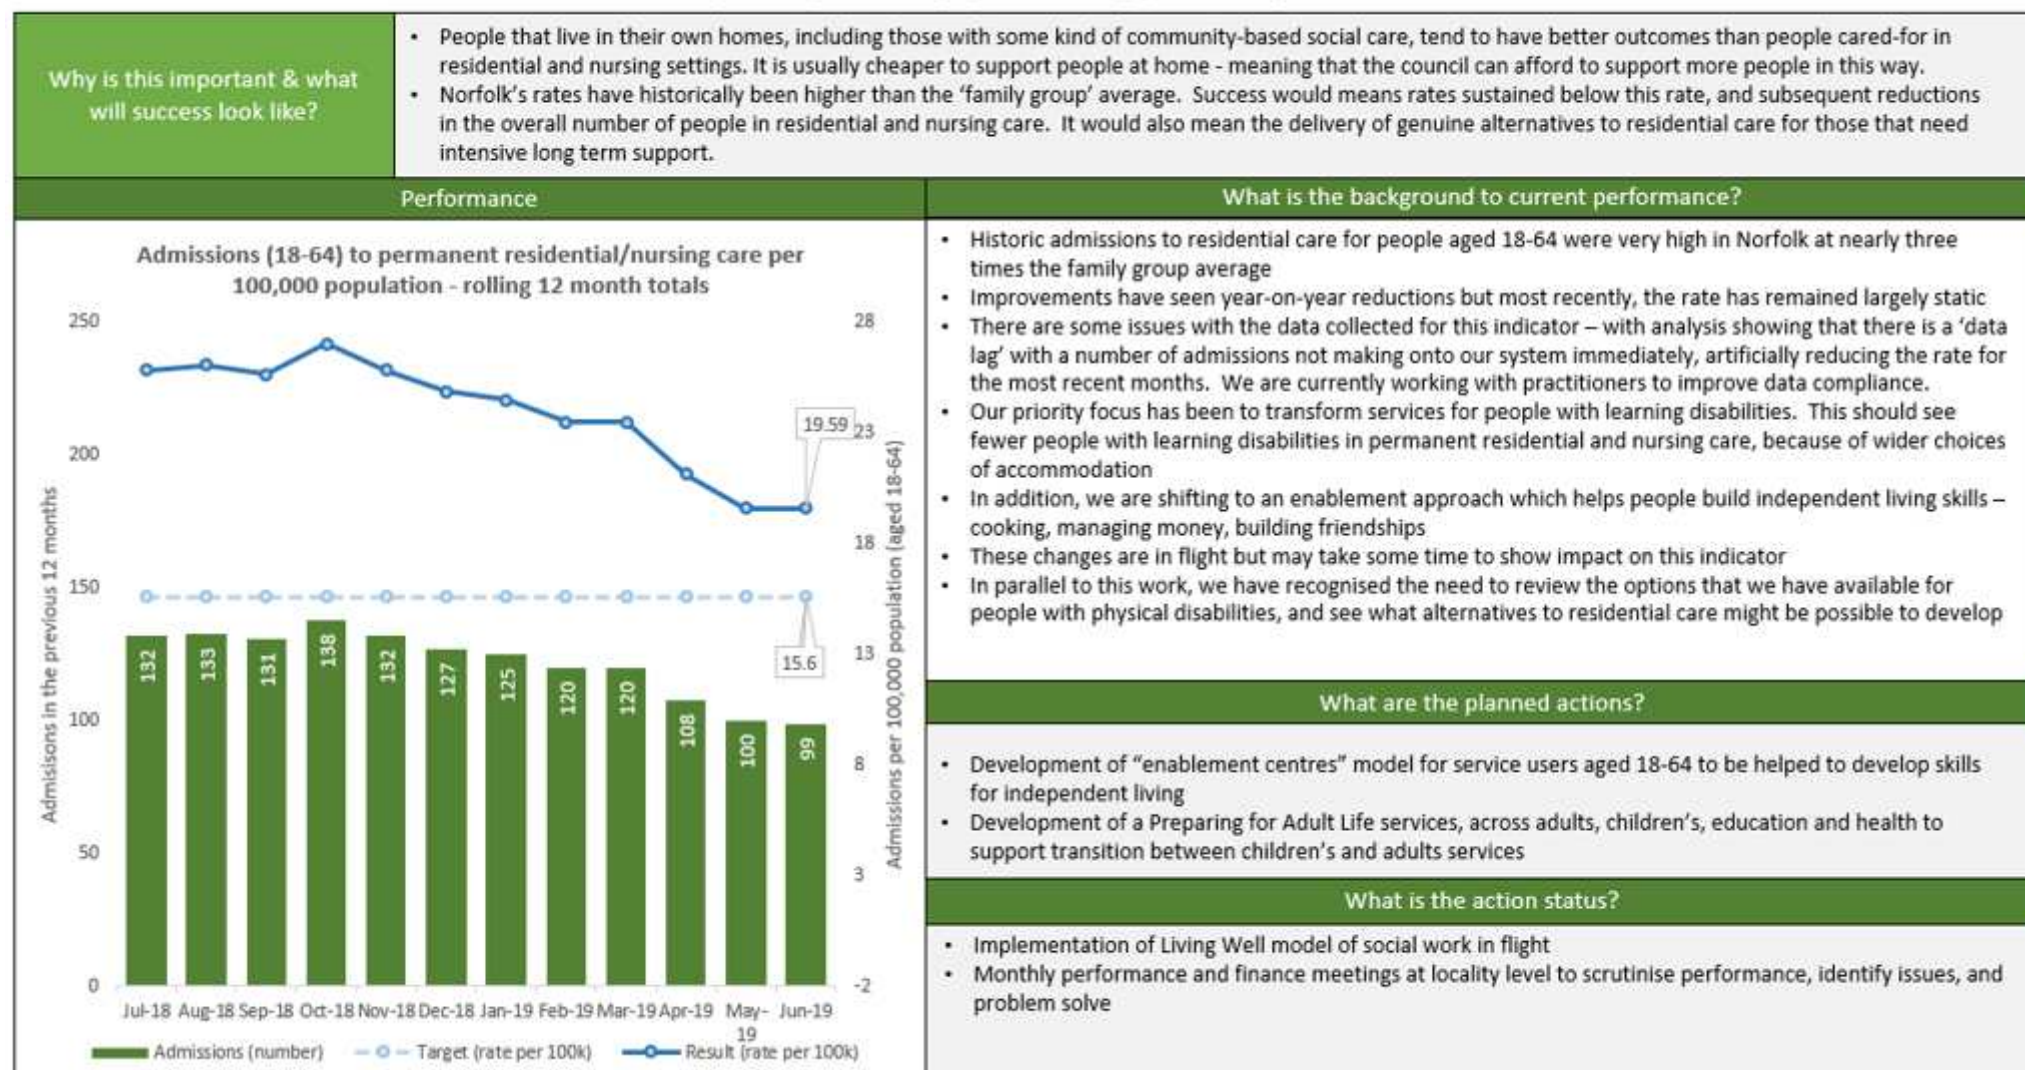 Why is this important & what
will success look like?
• People that live in their own homes, including those with some kind of community-based social care, tend to have better outcomes than people cared-for in
residential and nursing settings. It is usually cheaper to support people at home - meaning that the council can afford to support more people in this way.
• Norfolk's rates have historically been higher than the 'family group' average. Success would means rates sustained below this rate, and subsequent reductions
in the overall number of people in residential and nursing care. It would also mean the delivery of genuine alternatives to residential care for those that need
intensive long term support.
Performance
Admissions (18-64) to permanent residential/nursing care per
100,000 population - rolling 12 month totals
250
200
150
100
50
0
Admisisons in the previous 12 months
28
23
18
13
8
3
-2
Admissions per 100,000 population (aged 18-64)
19.59
15.6
132
133
131
138
132
127
125
120
120
108
100
99
Jul-18 Aug-18 Sep-18 Oct-18 Nov-18 Dec-18 Jan-19 Feb-19 Mar-19 Apr-19 May-19 Jun-19
Admissions (number) Target (rate per 100k) Result (rate per 100k)
What is the background to current performance?
• Historic admissions to residential care for people aged 18-64 were very high in Norfolk at nearly three
times the family group average
• Improvements have seen year-on-year reductions but most recently, the rate has remained largely static
• There are some issues with the data collected for this indicator – with analysis showing that there is a 'data
lag' with a number of admissions not making onto our system immediately, artificially reducing the rate for
the most recent months. We are currently working with practitioners to improve data compliance.
• Our priority focus has been to transform services for people with learning disabilities. This should see
fewer people with learning disabilities in permanent residential and nursing care, because of wider choices
of accommodation
• In addition, we are shifting to an enablement approach which helps people build independent living skills –
cooking, managing money, building friendships
• These changes are in flight but may take some time to show impact on this indicator
• In parallel to this work, we have recognised the need to review the options that we have available for
people with physical disabilities, and see what alternatives to residential care might be possible to develop
What are the planned actions?
• Development of "enablement centres" model for service users aged 18-64 to be helped to develop skills
for independent living
• Development of a Preparing for Adult Life services, across adults, children's, education and health to
support transition between children's and adults services
What is the action status?
• Implementation of Living Well model of social work in flight
• Monthly performance and finance meetings at locality level to scrutinise performance, identify issues, and
problem solve